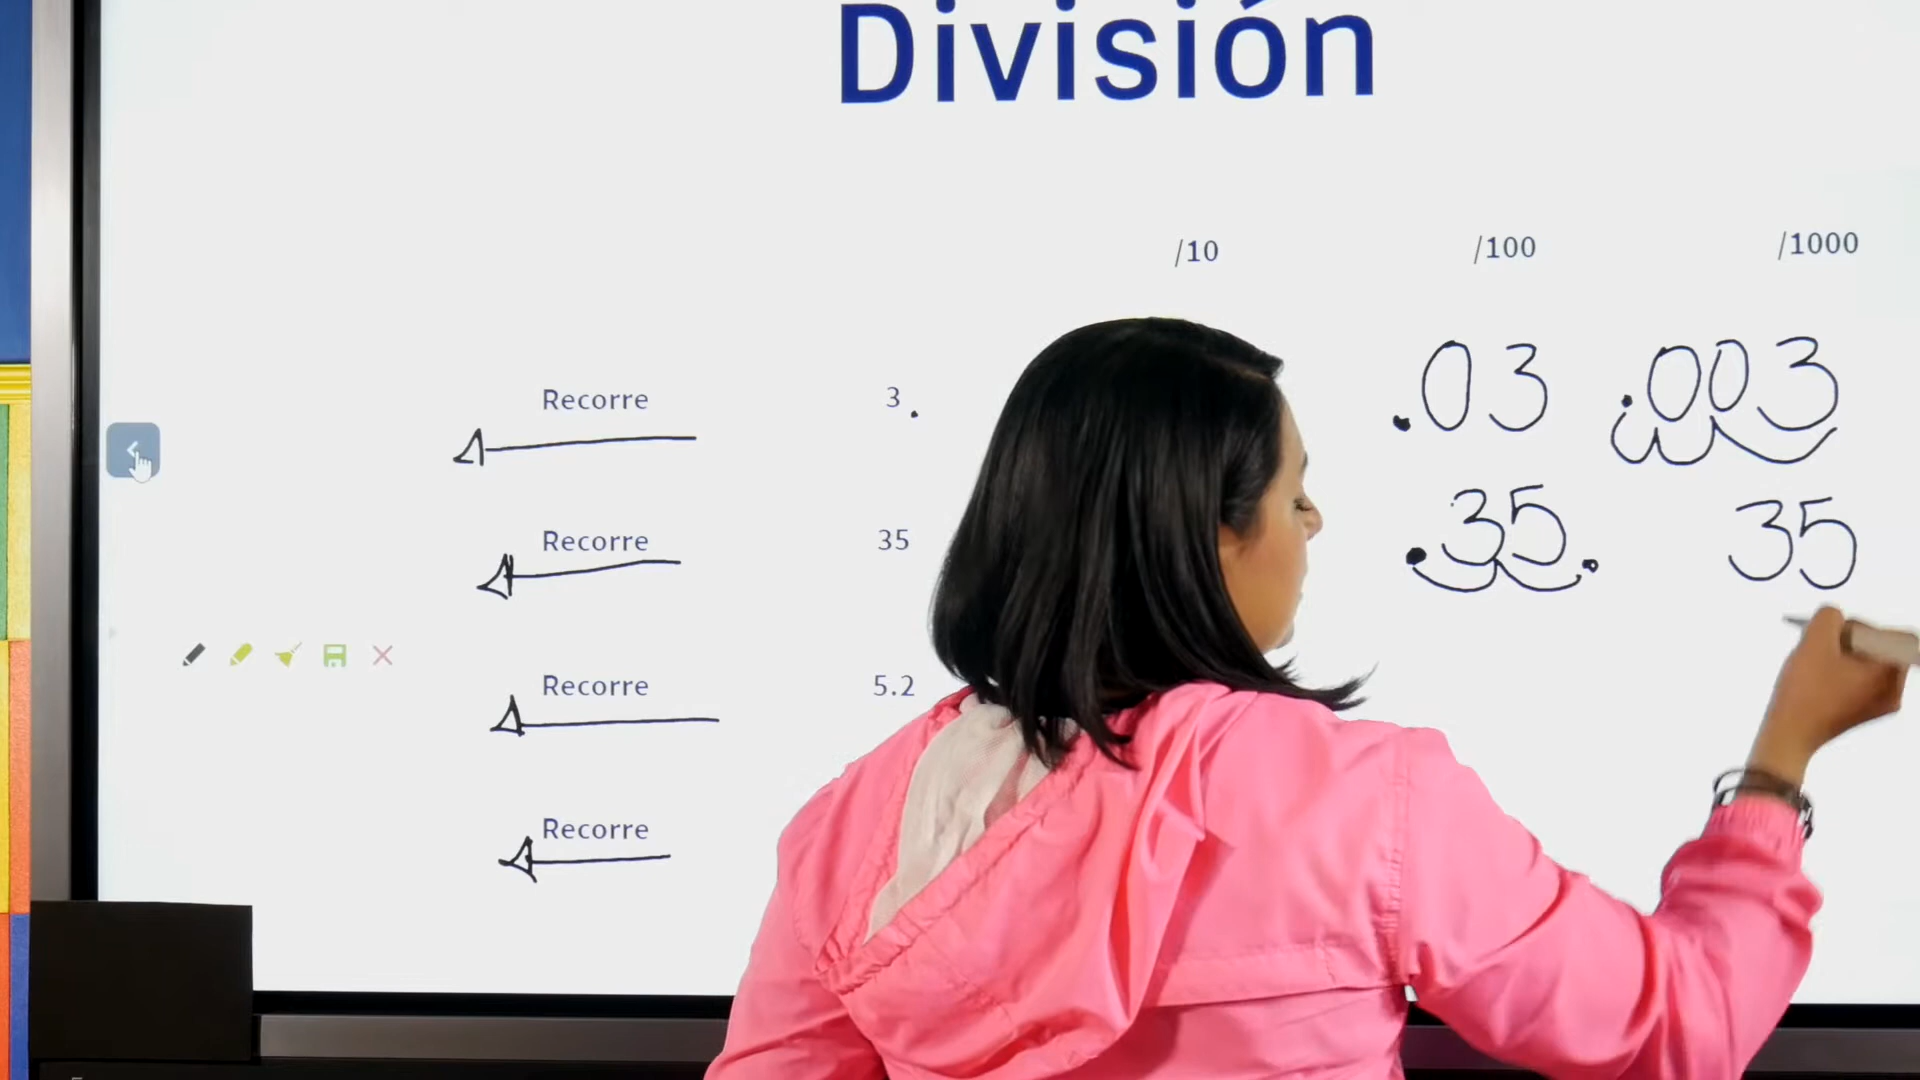 División
/10 /100 /1000
Recorre 3. .03 .003
Recorre 35 .35. 35
Recorre 5.2
Recorre